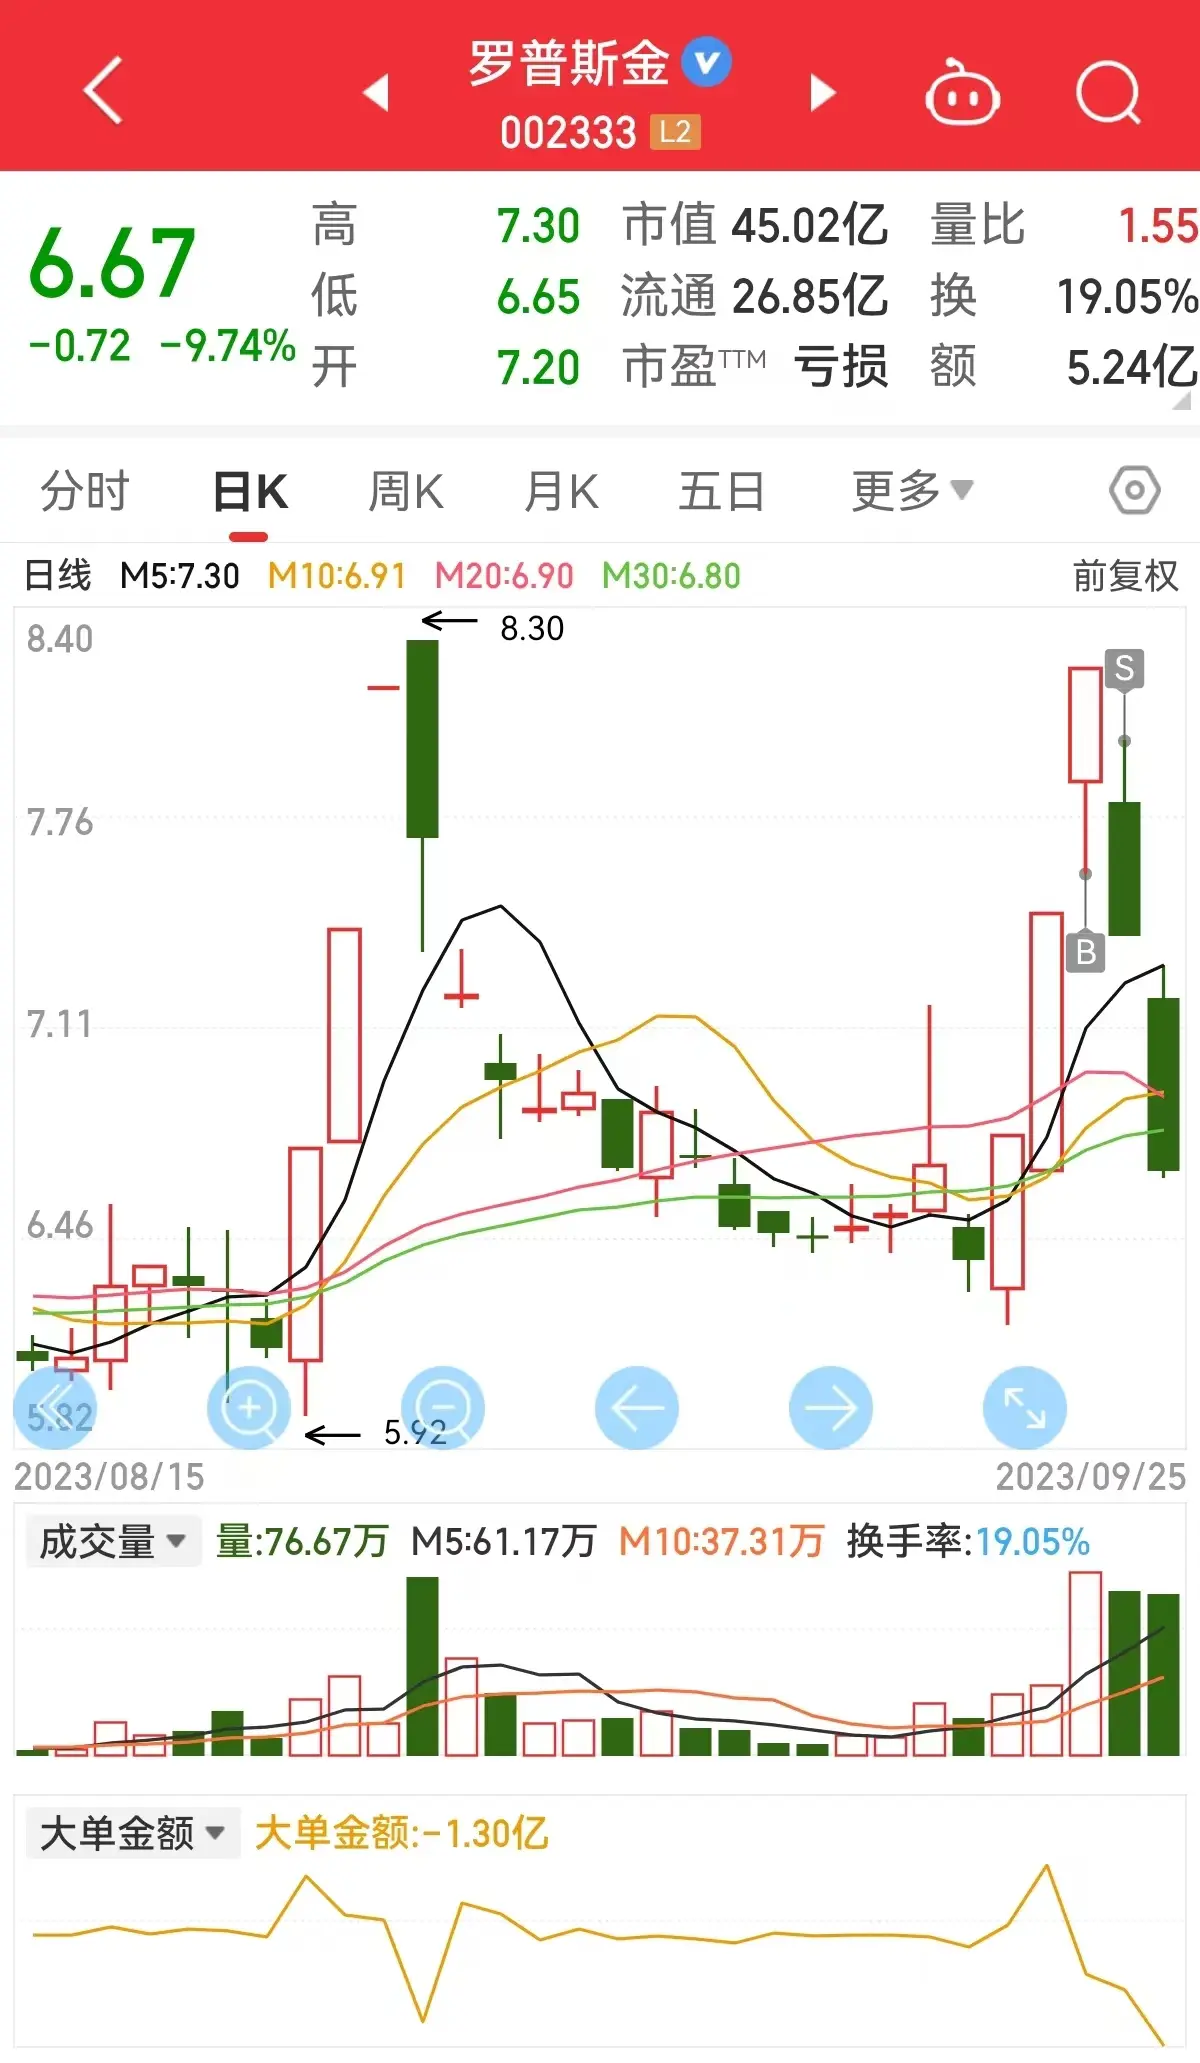 罗普斯金
002333 L2
6.67
-0.72 -9.74%
高 7.30 市值 45.02亿 量比 1.55
低 6.65 流通 26.85亿 换 19.05%
开 7.20 市盈TTM 亏损 额 5.24亿
分时 日K 周K 月K 五日 更多
日线 M5:7.30 M10:6.91 M20:6.90 M30:6.80 前复权
8.40
8.30
S
7.76
B
7.11
6.46
5.82
5.92
2023/08/15 2023/09/25
成交量 量:76.67万 M5:61.17万 M10:37.31万 换手率:19.05%
大单金额 大单金额:-1.30亿